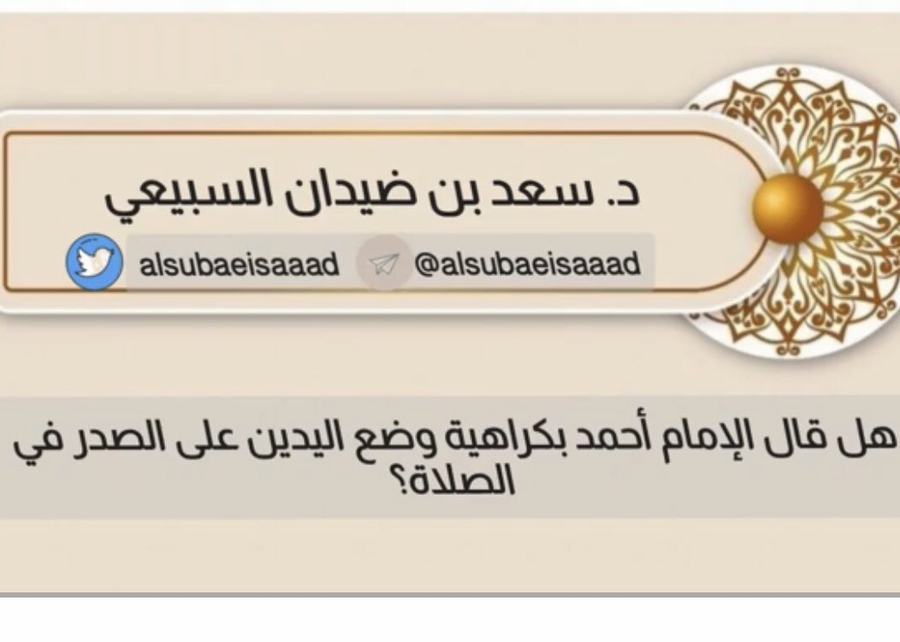 د. سعد بن ضيدان السبيعي
alsubaeisaaad @alsubaeisaaad
هل قال الإمام أحمد بكراهية وضع اليدين على الصدر في
الصلاة؟